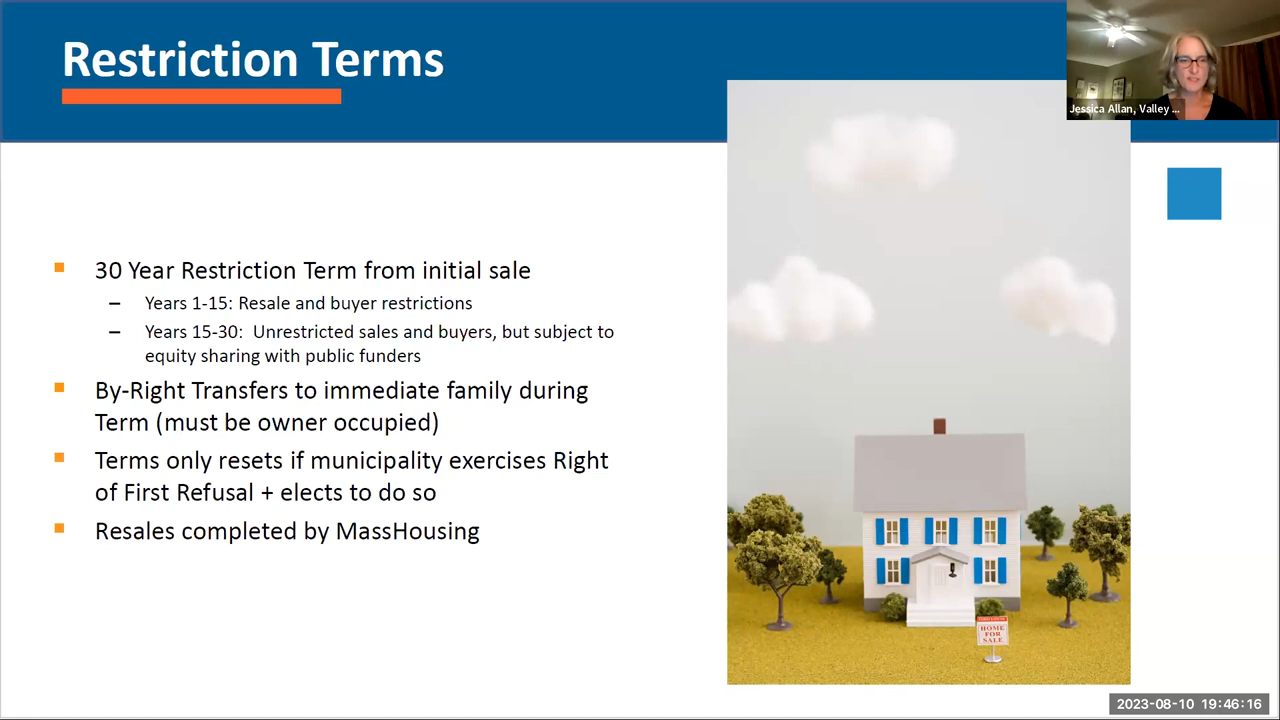 Restriction Terms
Jessica Allan, Valley ...
30 Year Restriction Term from initial sale
– Years 1-15: Resale and buyer restrictions
– Years 15-30: Unrestricted sales and buyers, but subject to
equity sharing with public funders
By-Right Transfers to immediate family during
Term (must be owner occupied)
Terms only resets if municipality exercises Right
of First Refusal + elects to do so
Resales completed by MassHousing
HOME
FOR
SALE
2023-08-10 19:46:16